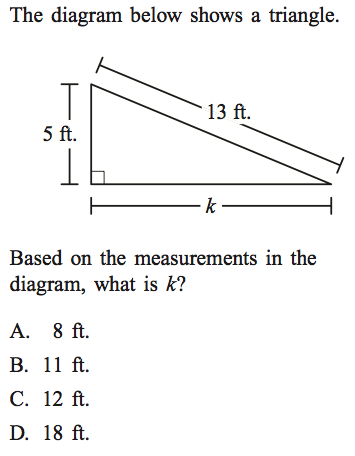 The diagram below shows a triangle.
13 ft.
5 ft.
k
Based on the measurements in the
diagram, what is k?
A. 8 ft.
B. 11 ft.
C. 12 ft.
D. 18 ft.